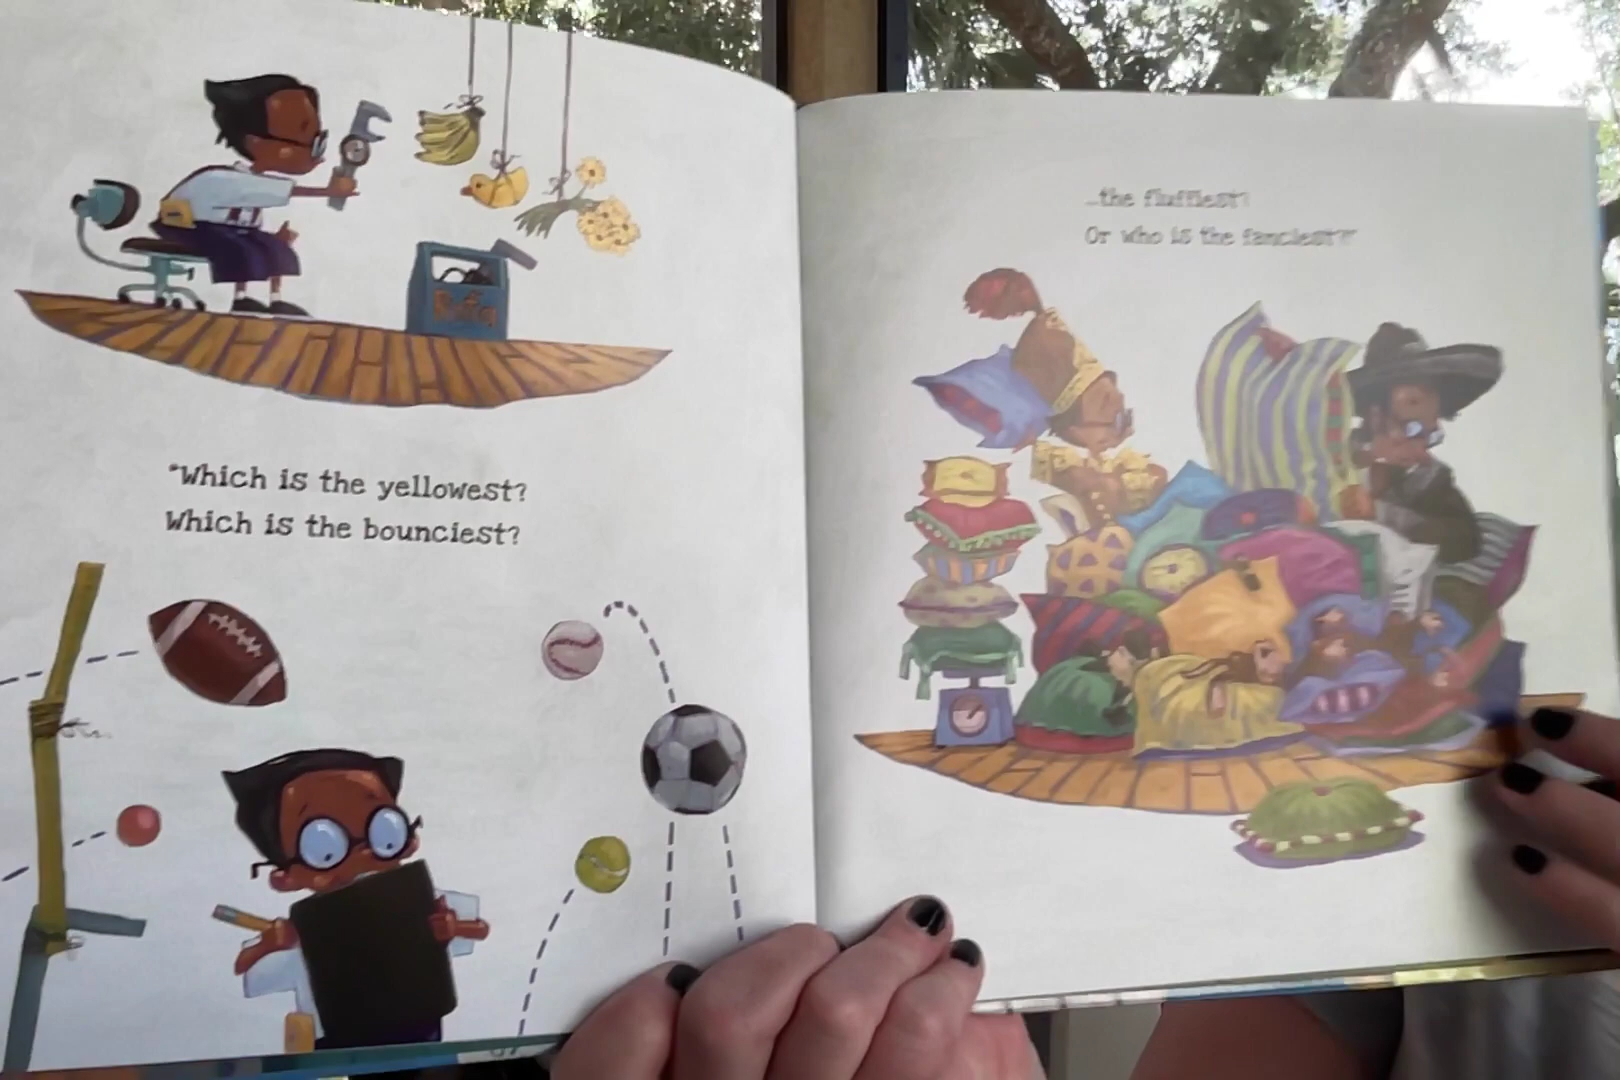 "Which is the yellowest?
Which is the bounciest?
...the fluffiest?
Or who is the fanciest?"